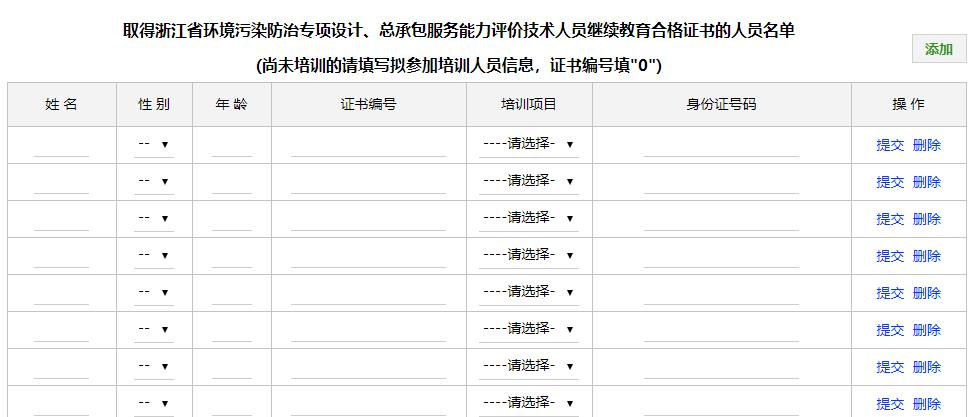 取得浙江省环境污染防治专项设计、总承包服务能力评价技术人员继续教育合格证书的人员名单
(尚未培训的请填写拟参加培训人员信息，证书编号填"0")
添加
姓 名 性 别 年 龄 证书编号 培训项目 身份证号码 操 作
-- ▼ ----请选择- ▼ 提交 删除
-- ▼ ----请选择- ▼ 提交 删除
-- ▼ ----请选择- ▼ 提交 删除
-- ▼ ----请选择- ▼ 提交 删除
-- ▼ ----请选择- ▼ 提交 删除
-- ▼ ----请选择- ▼ 提交 删除
-- ▼ ----请选择- ▼ 提交 删除
-- ▼ ----请选择- ▼ 提交 删除